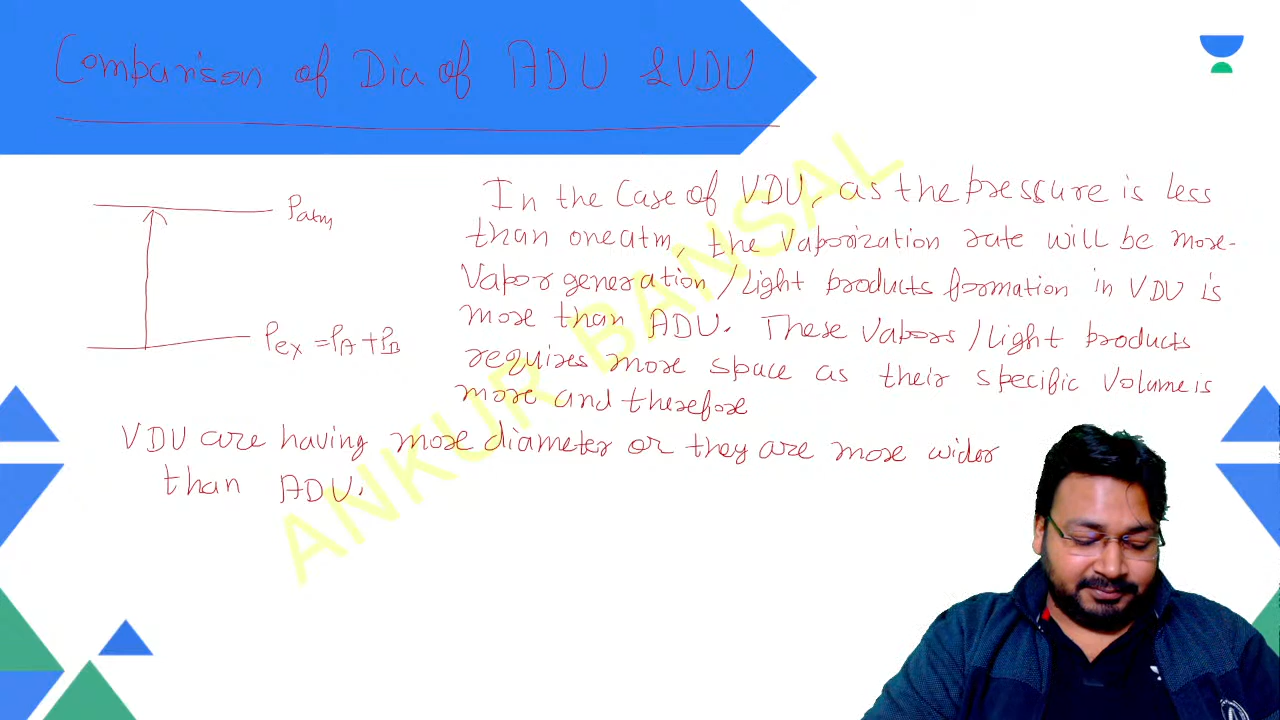 Comparison of Dia of ADU & VDU
Patm
Pex = PA + PB
In the Case of VDU, as the pressure is less
than one atm, the Vaporization rate will be more.
Vapor generation / Light products formation in VDU is
more than ADU. These Vapors / Light products
requires more space as their specific Volume is
more and therefore
VDU are having more diameter or they are more wider
than ADU.
ANKUR BANSAL